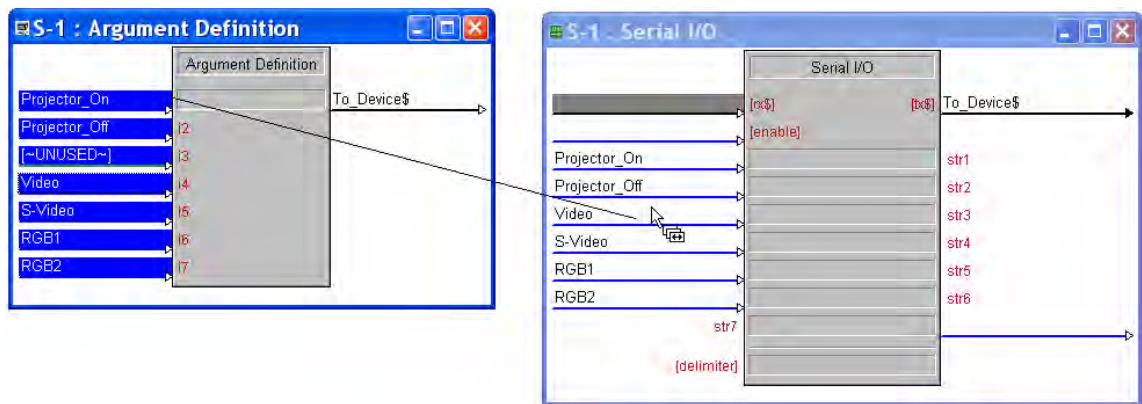 S-1 : Argument Definition
Argument Definition
Projector_On
To_Device$
Projector_Off
I2
[~UNUSED~]
I3
Video
I4
S-Video
I5
RGB1
I6
RGB2
I7
S-1 : Serial I/O
Serial I/O
[rx$] [tx$] To_Device$
[enable]
Projector_On str1
Projector_Off str2
Video str3
S-Video str4
RGB1 str5
RGB2 str6
str7
[delimiter]